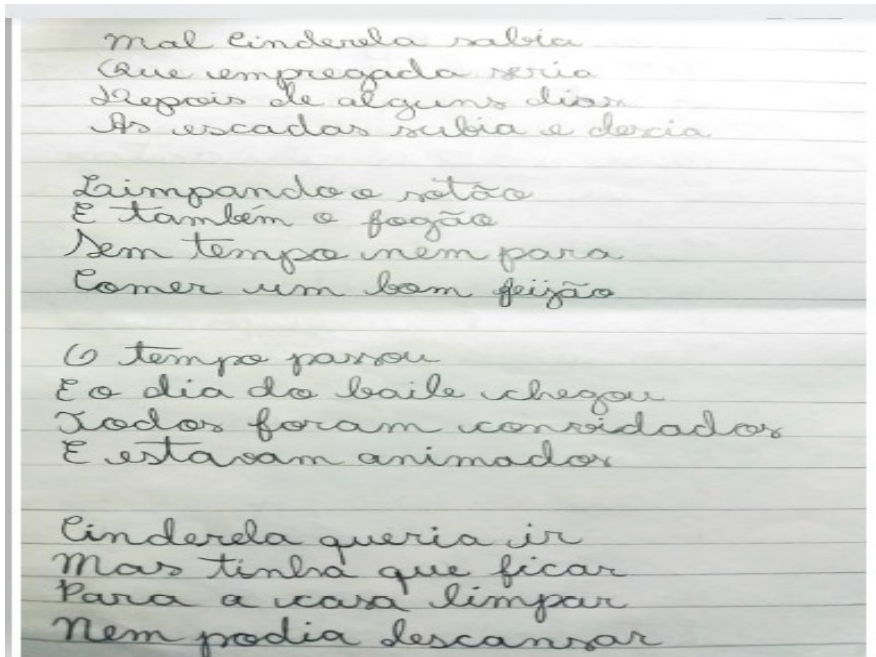 Mal Cinderela sabia
Que empregada seria
Depois de alguns dias
As escadas subia e descia
Limpando o sotão
E também o fogão
Sem tempo nem para
Comer um bom feijão
O tempo passou
E o dia do baile chegou
Todos foram convidados
E estavam animados
Cinderela queria ir
Mas tinha que ficar
Para a casa limpar
Nem podia descansar